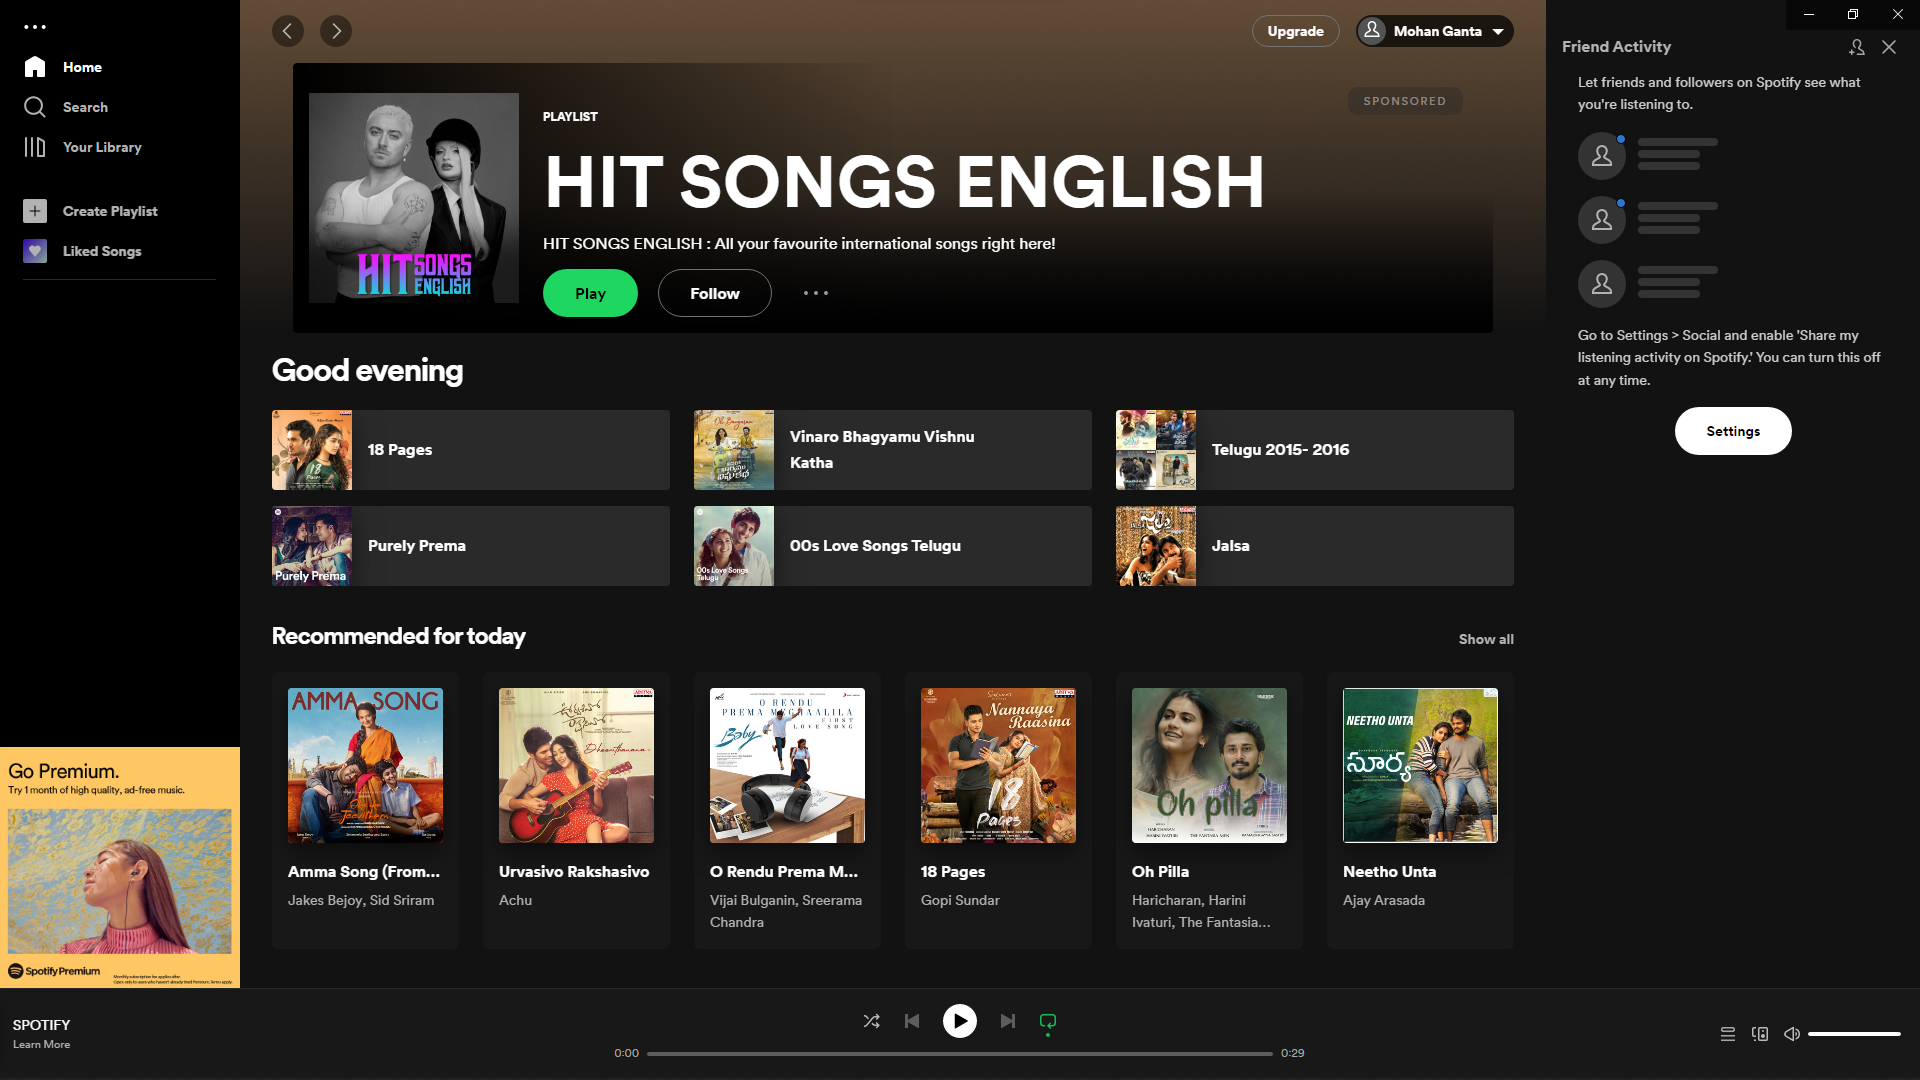 Home
Search
Your Library
Create Playlist
Liked Songs
Go Premium.
Try 1 month of high quality, ad-free music.
Spotify Premium
Upgrade
Mohan Ganta
SPONSORED
PLAYLIST
HIT SONGS ENGLISH
HIT SONGS ENGLISH : All your favourite international songs right here!
Play
Follow
HIT SONGS
ENGLISH
Good evening
18 Pages
Vinaro Bhagyamu Vishnu
Katha
Telugu 2015- 2016
Purely Prema
Purely Prema
00s Love Songs
Telugu
00s Love Songs Telugu
Jalsa
Recommended for today
Show all
AMMA SONG
Amma Song (From...
Jakes Bejoy, Sid Sriram
Dheerithanana
Urvasivo Rakshasivo
Achu
O RENDU
PREMA MEGHAALILA
FIRST
LOVE SONG
Baby
O Rendu Prema M...
Vijai Bulganin, Sreerama
Chandra
Nannaya
Raasina
18
Pages
18 Pages
Gopi Sundar
Oh pilla
Oh Pilla
Haricharan, Harini
Ivaturi, The Fantasia...
NEETHO UNTA
సూర్య
Neetho Unta
Ajay Arasada
Friend Activity
Let friends and followers on Spotify see what
you're listening to.
Go to Settings > Social and enable 'Share my
listening activity on Spotify.' You can turn this off
at any time.
Settings
SPOTIFY
Learn More
0:00
0:29